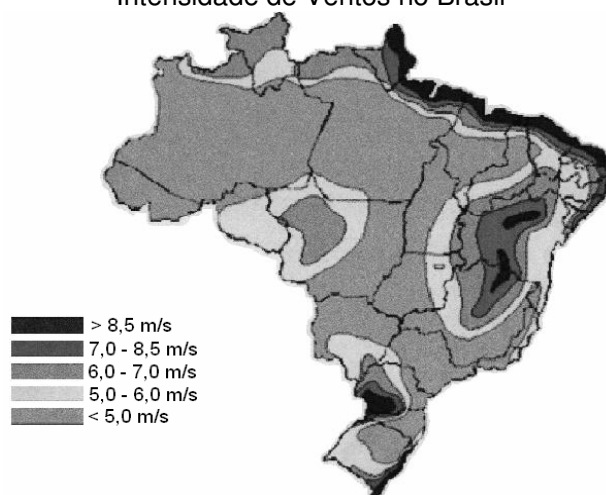 Intensidade de Ventos no Brasil
> 8,5 m/s
7,0 - 8,5 m/s
6,0 - 7,0 m/s
5,0 - 6,0 m/s
< 5,0 m/s